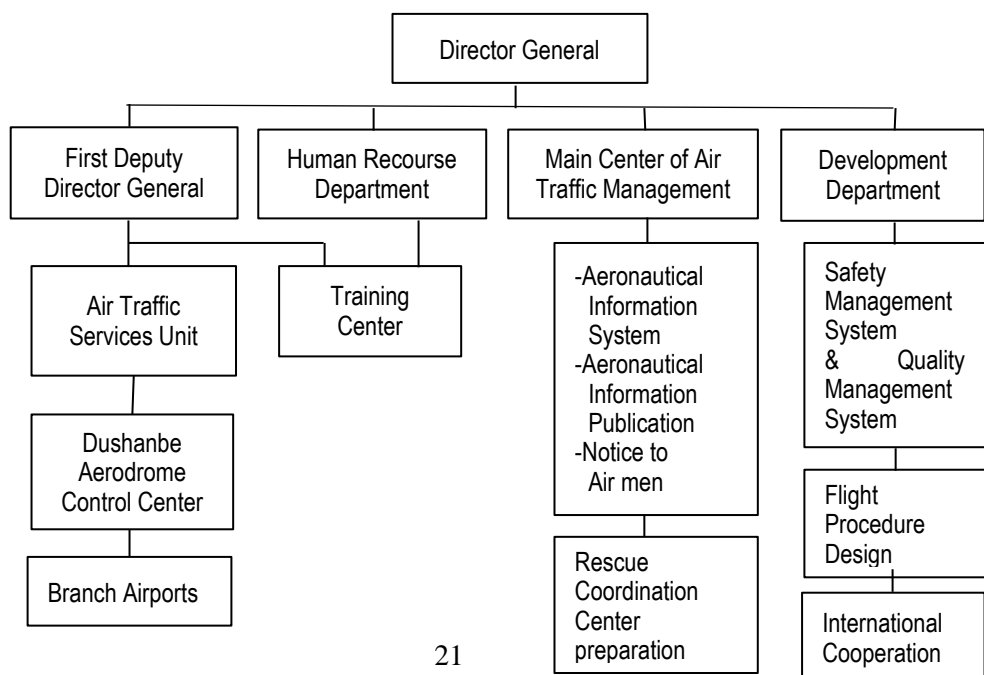 Director General
First Deputy
Director General
Human Recourse
Department
Main Center of Air
Traffic Management
Development
Department
Air Traffic
Services Unit
Training
Center
-Aeronautical
Information
System
-Aeronautical
Information
Publication
-Notice to
Air men
Safety
Management
System
& Quality
Management
System
Dushanbe
Aerodrome
Control Center
Flight
Procedure
Design
Branch Airports
Rescue
Coordination
Center
preparation
International
Cooperation
21